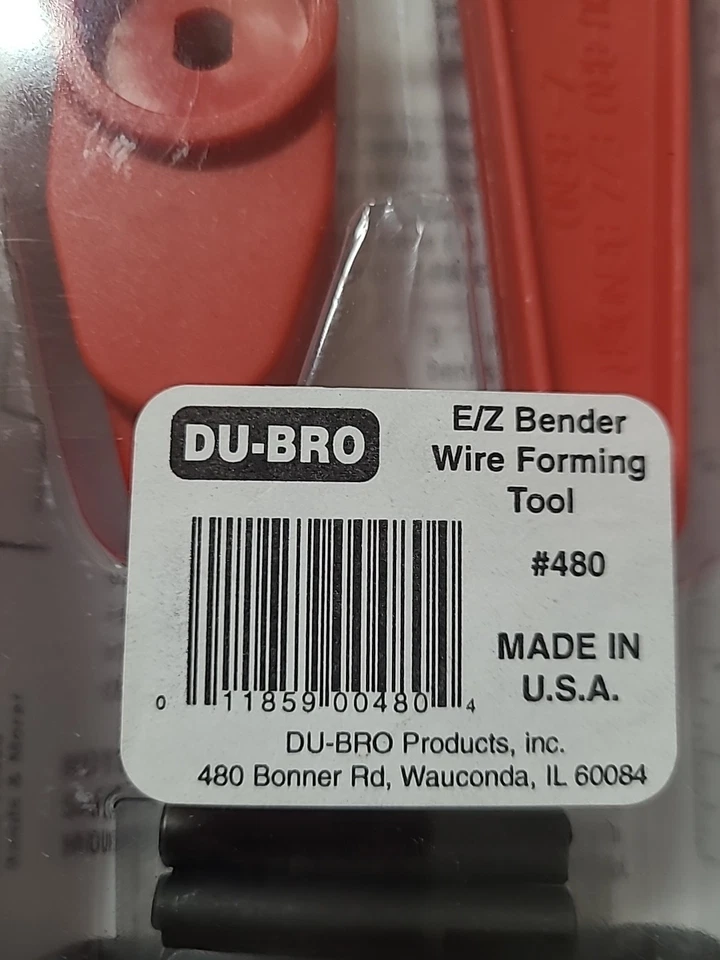 DU-BRO
E/Z Bender
Wire Forming
Tool
#480
MADE IN
U.S.A.
0 11859 00480 4
DU-BRO Products, inc.
480 Bonner Rd, Wauconda, IL 60084